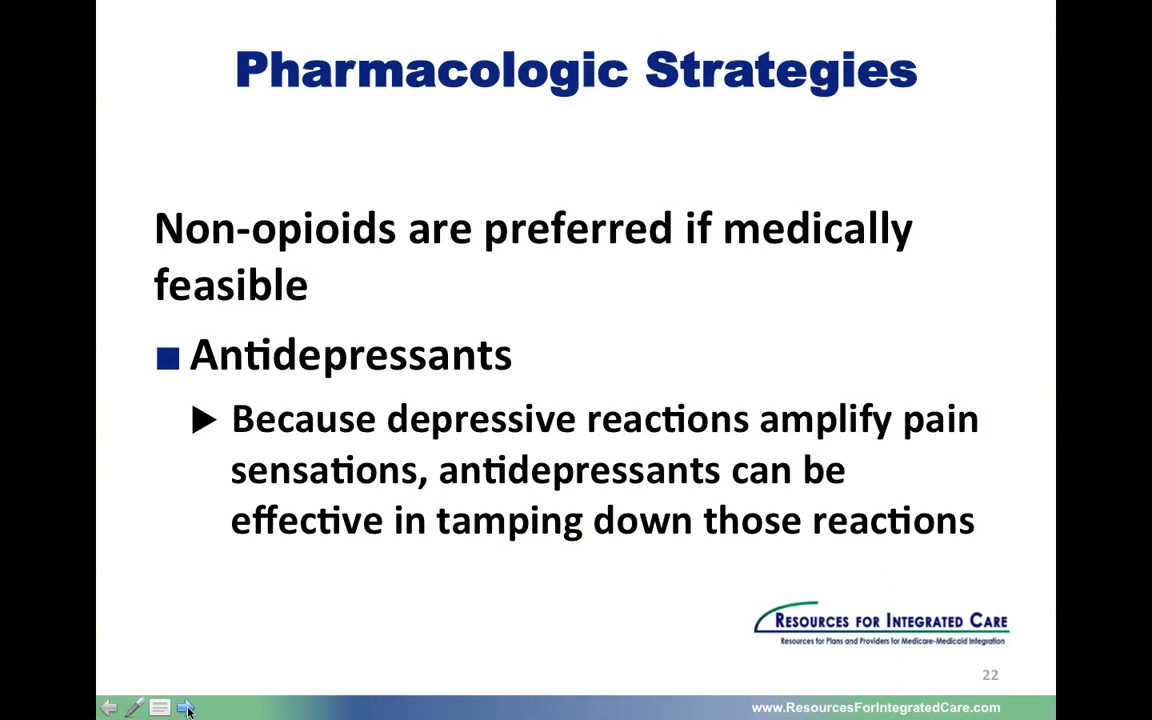 Pharmacologic Strategies
Non-opioids are preferred if medically
feasible
Antidepressants
Because depressive reactions amplify pain
sensations, antidepressants can be
effective in tamping down those reactions
RESOURCES FOR INTEGRATED CARE
Resources for Plans and Providers for Medicare-Medicaid Integration
22
www.ResourcesForIntegratedCare.com